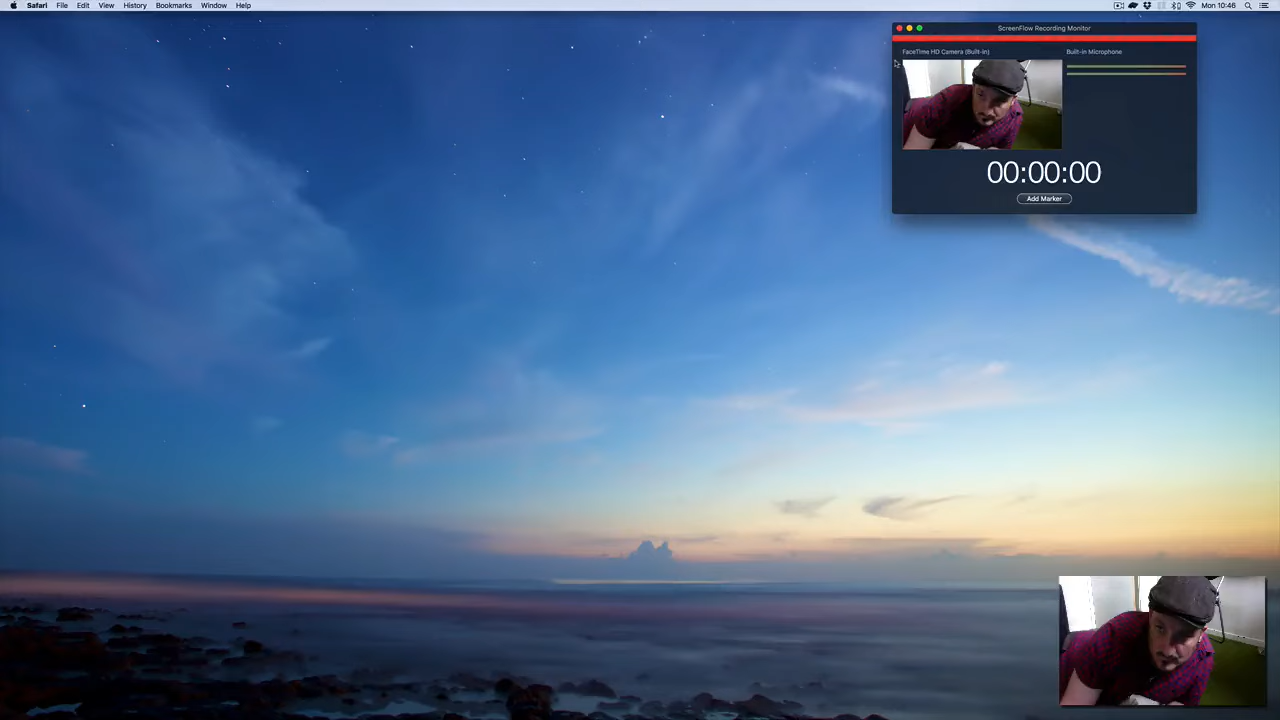 Safari File Edit View History Bookmarks Window Help Mon 10:46
ScreenFlow Recording Monitor
FaceTime HD Camera (Built-in) Built-in Microphone
00:00:00
Add Marker